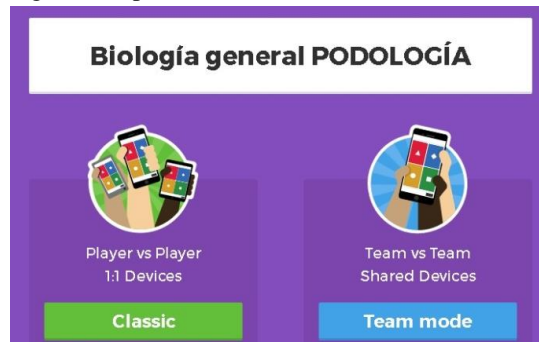 Biología general PODOLOGÍA
Player vs Player
1:1 Devices
Classic
Team vs Team
Shared Devices
Team mode